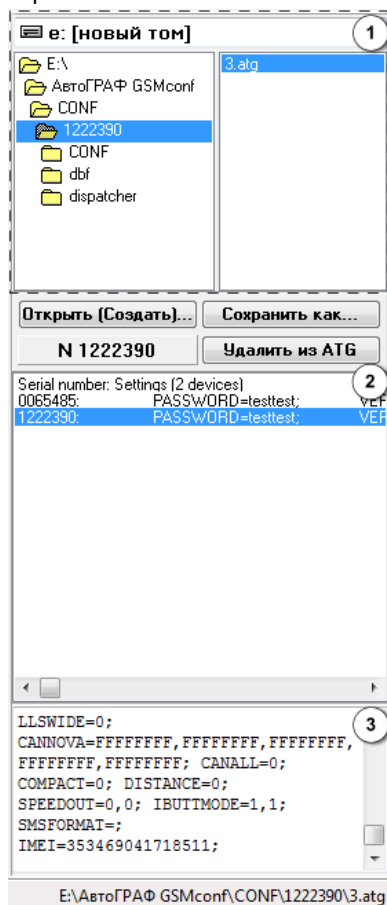 e: [новый том]
1
E:\
АвтоГРАФ GSMconf
CONF
1222390
CONF
dbf
dispatcher
3.atg
Открыть (Создать)...
Сохранить как...
N 1222390
Удалить из ATG
Serial number: Settings (2 devices)
2
0065485: PASSWORD=testtest; VER
1222390: PASSWORD=testtest; VER
LLSWIDE=0;
3
CANNOVA=FFFFFFFF,FFFFFFFF,FFFFFFFF,
FFFFFFFF,FFFFFFFF; CANALL=0;
COMPACT=0; DISTANCE=0;
SPEEDOUT=0,0; IBUTTMODE=1,1;
SMSFORMAT=;
IMEI=353469041718511;
E:\АвтоГРАФ GSMconf\CONF\1222390\3.atg